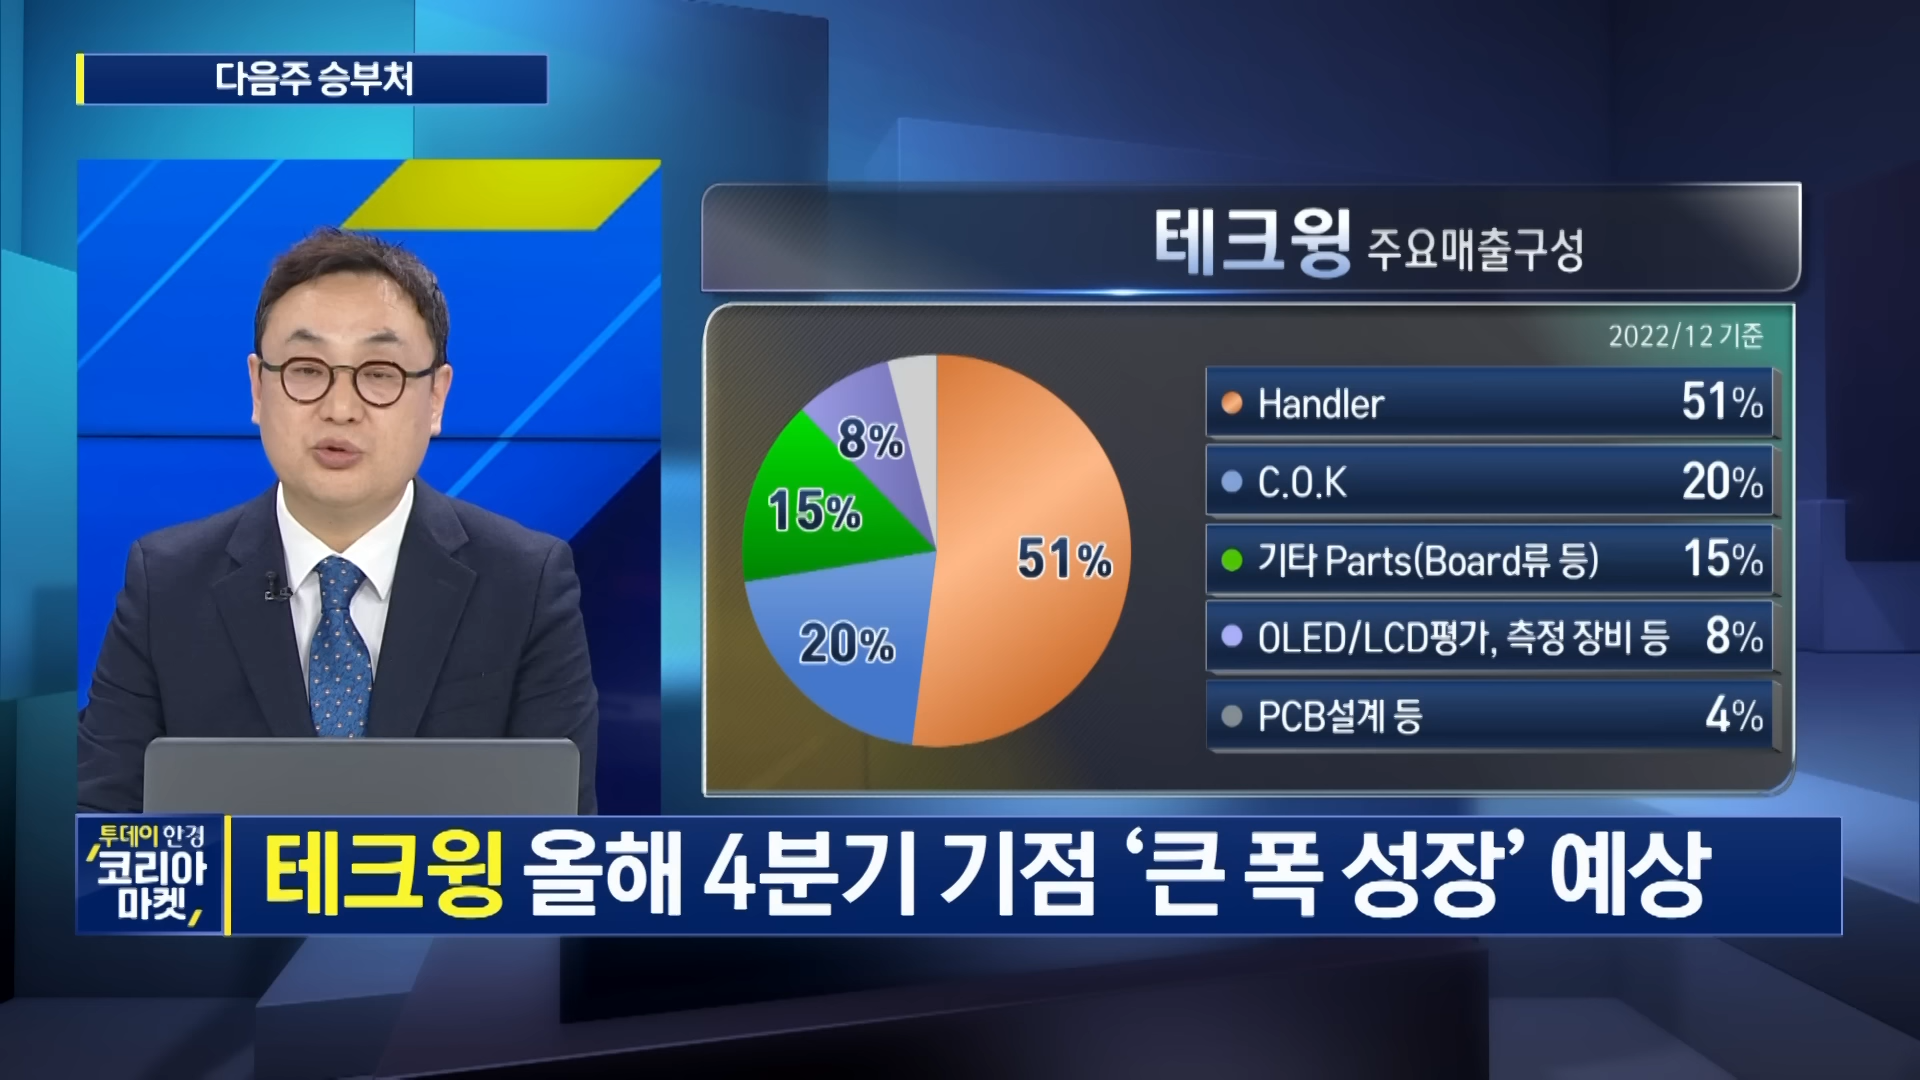 다음주 승부처
테크윙 주요매출구성
2022/12 기준
8%
15%
51%
20%
Handler 51%
C.O.K 20%
기타 Parts(Board류 등) 15%
OLED/LCD평가, 측정 장비 등 8%
PCB설계 등 4%
투데이 안경
코리아
마켓
테크윙 올해 4분기 기점 ‘큰 폭 성장’ 예상